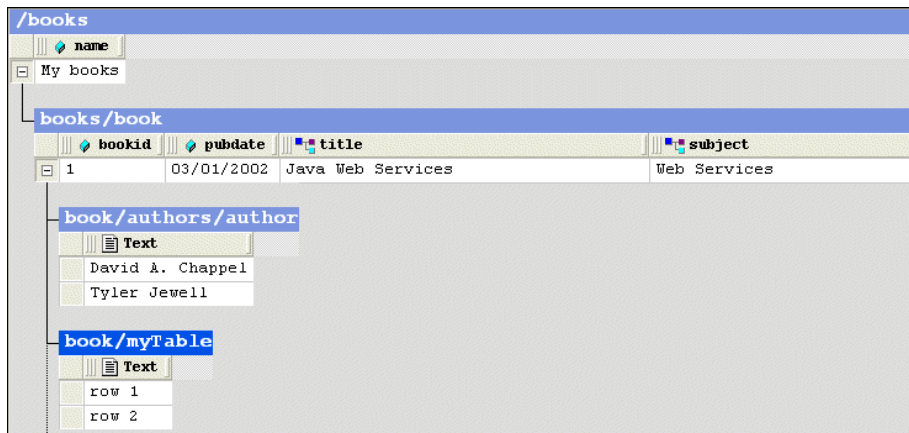 /books
name
My books
books/book
bookid pubdate title subject
1 03/01/2002 Java Web Services Web Services
book/authors/author
Text
David A. Chappel
Tyler Jewell
book/myTable
Text
row 1
row 2